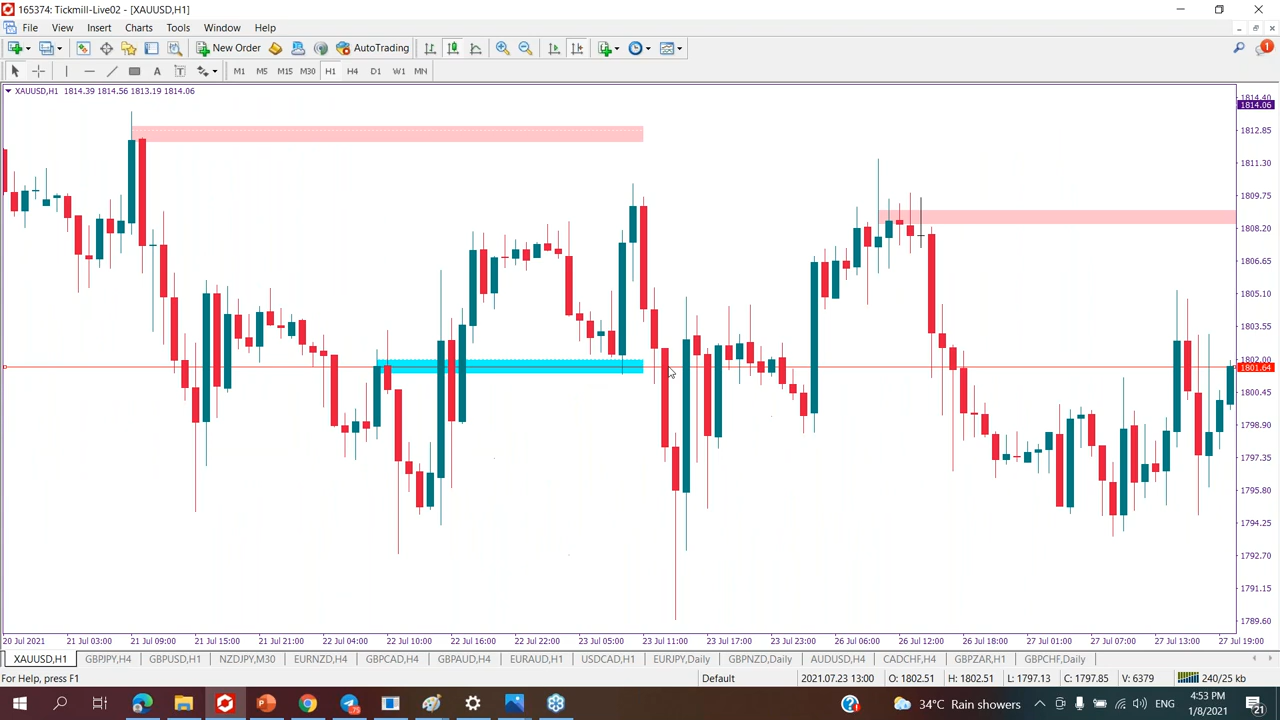 165374: Tickmill-Live02 - [XAUUSD,H1]
File View Insert Charts Tools Window Help
New Order AutoTrading
A T M1 M5 M15 M30 H1 H4 D1 W1 MN
1
XAUUSD,H1 1814.39 1814.56 1813.19 1814.06
1814.40
1814.06
1812.85
1811.30
1809.75
1808.20
1806.65
1805.10
1803.55
1802.00
1801.64
1800.45
1798.90
1797.35
1795.80
1794.25
1792.70
1791.15
1789.60
20 Jul 2021 21 Jul 03:00 21 Jul 09:00 21 Jul 15:00 21 Jul 21:00 22 Jul 04:00 22 Jul 10:00 22 Jul 16:00 22 Jul 22:00 23 Jul 05:00 23 Jul 11:00 23 Jul 17:00 23 Jul 23:00 26 Jul 06:00 26 Jul 12:00 26 Jul 18:00 27 Jul 01:00 27 Jul 07:00 27 Jul 13:00 27 Jul 19:00
XAUUSD,H1 GBPJPY,H4 GBPUSD,H1 NZDJPY,M30 EURNZD,H4 GBPCAD,H4 GBPAUD,H4 EURAUD,H1 USDCAD,H1 EURJPY,Daily GBPNZD,Daily AUDUSD,H4 CADCHF,H4 GBPZAR,H1 GBPCHF,Daily
For Help, press F1 Default 2021.07.23 13:00 O: 1802.51 H: 1802.51 L: 1797.13 C: 1797.85 V: 6379 240/25 kb
34°C Rain showers ENG 4:53 PM
1/8/2021
21